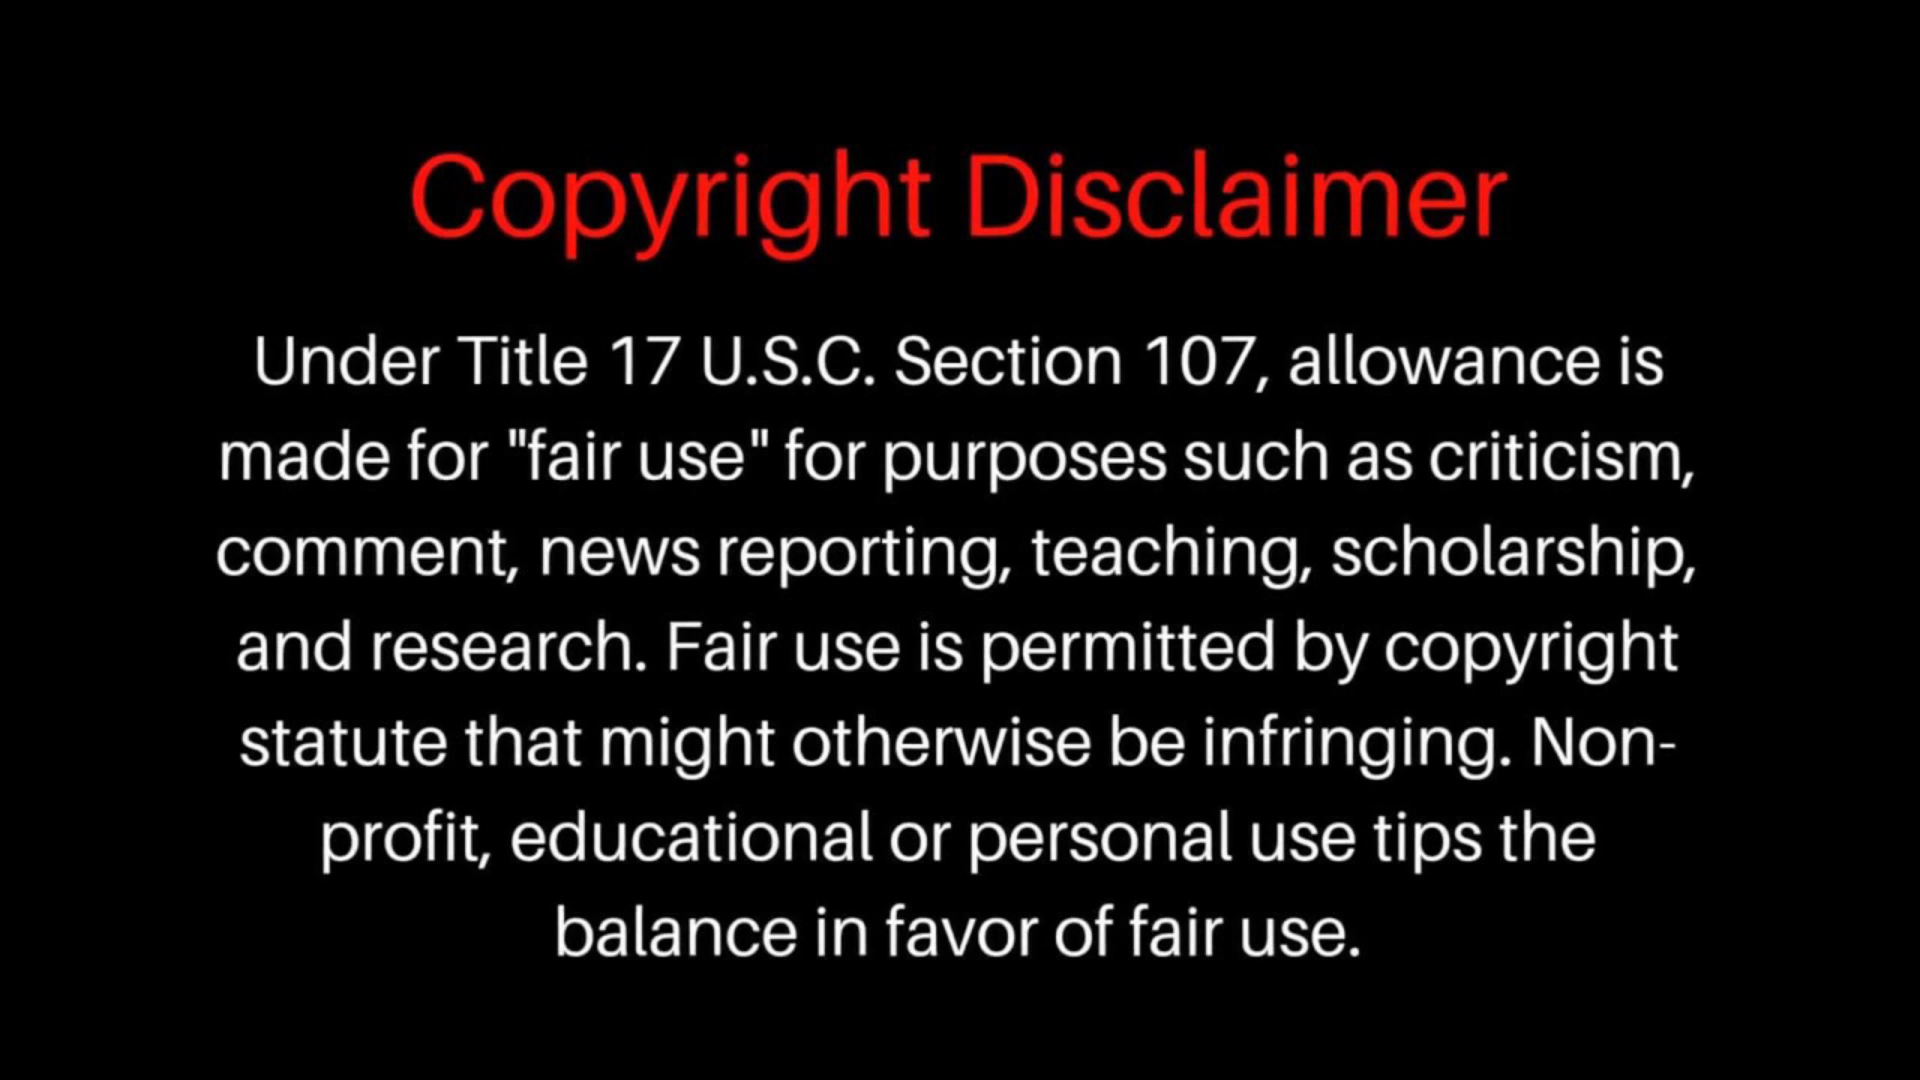 Copyright Disclaimer
Under Title 17 U.S.C. Section 107, allowance is
made for "fair use" for purposes such as criticism,
comment, news reporting, teaching, scholarship,
and research. Fair use is permitted by copyright
statute that might otherwise be infringing. Non-
profit, educational or personal use tips the
balance in favor of fair use.